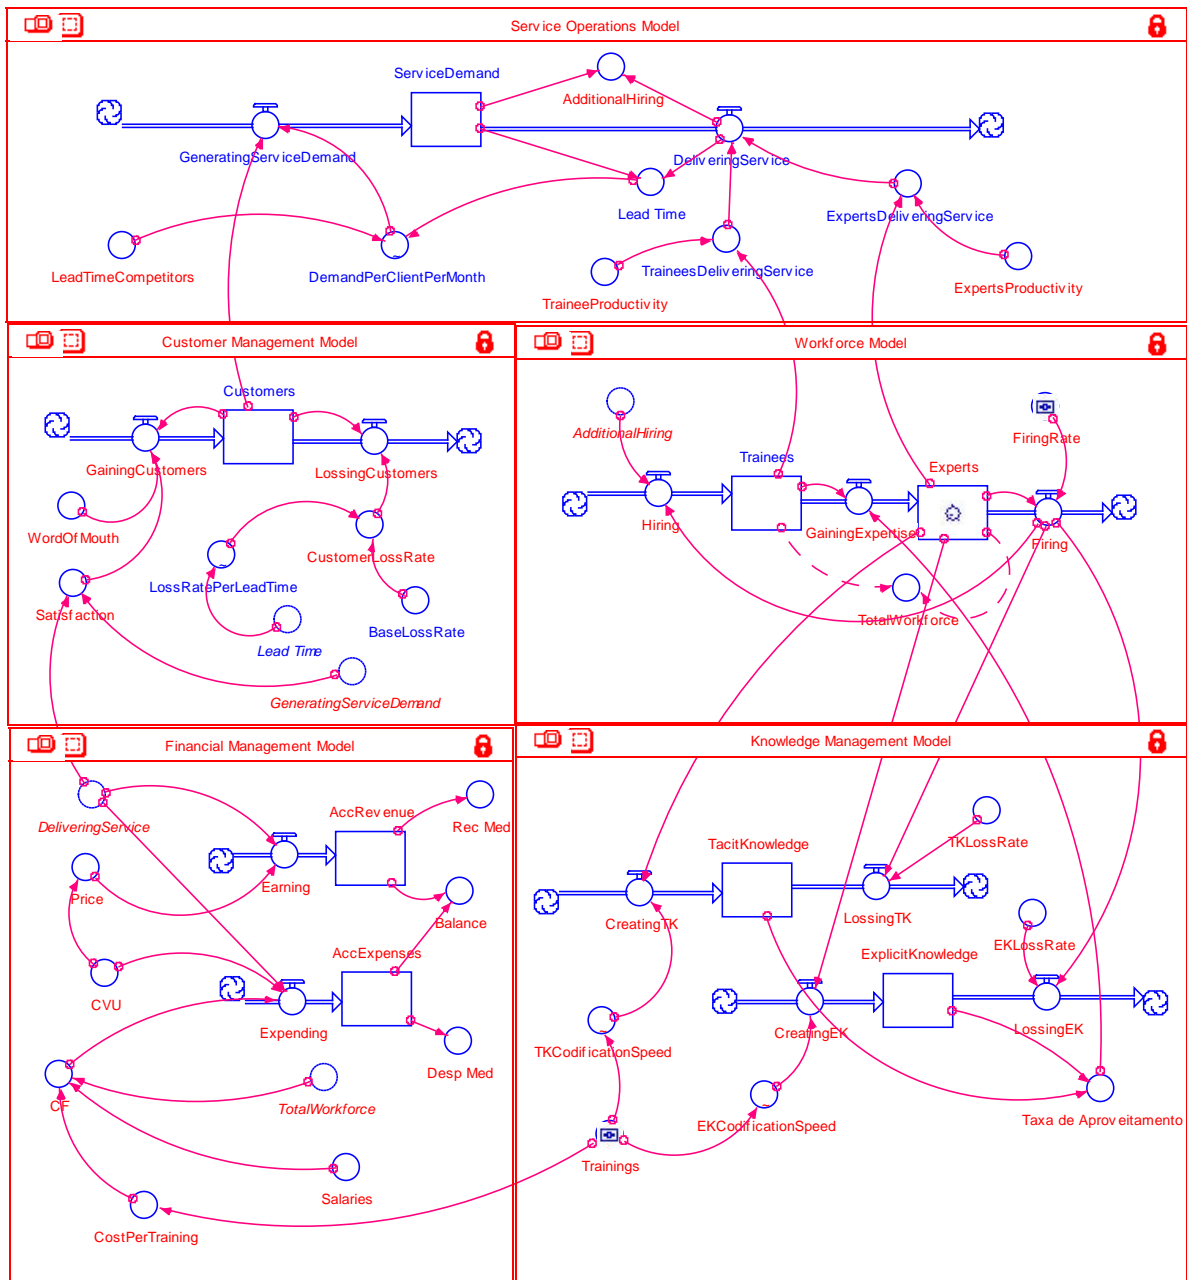 Service Operations Model
ServiceDemand
AdditionalHiring
GeneratingServiceDemand
DeliveringService
Lead Time
ExpertsDeliveringService
LeadTimeCompetitors
DemandPerClientPerMonth
TraineesDeliveringService
TraineeProductivity
ExpertsProductivity
Customer Management Model
Customers
GainingCustomers
LossingCustomers
WordOfMouth
CustomerLossRate
LossRatePerLeadTime
Satisfaction
BaseLossRate
Lead Time
GeneratingServiceDemand
Workforce Model
AdditionalHiring
FiringRate
Trainees
Experts
Hiring
GainingExpertise
Firing
TotalWorkforce
Financial Management Model
DeliveringService
AccRevenue
Rec Med
Earning
Price
Balance
AccExpenses
CVU
Expending
Desp Med
CF
TotalWorkforce
Salaries
CostPerTraining
Knowledge Management Model
TacitKnowledge
TKLossRate
CreatingTK
LossingTK
EKLossRate
ExplicitKnowledge
CreatingEK
LossingEK
TKCodificationSpeed
EKCodificationSpeed
Taxa de Aproveitamento
Trainings